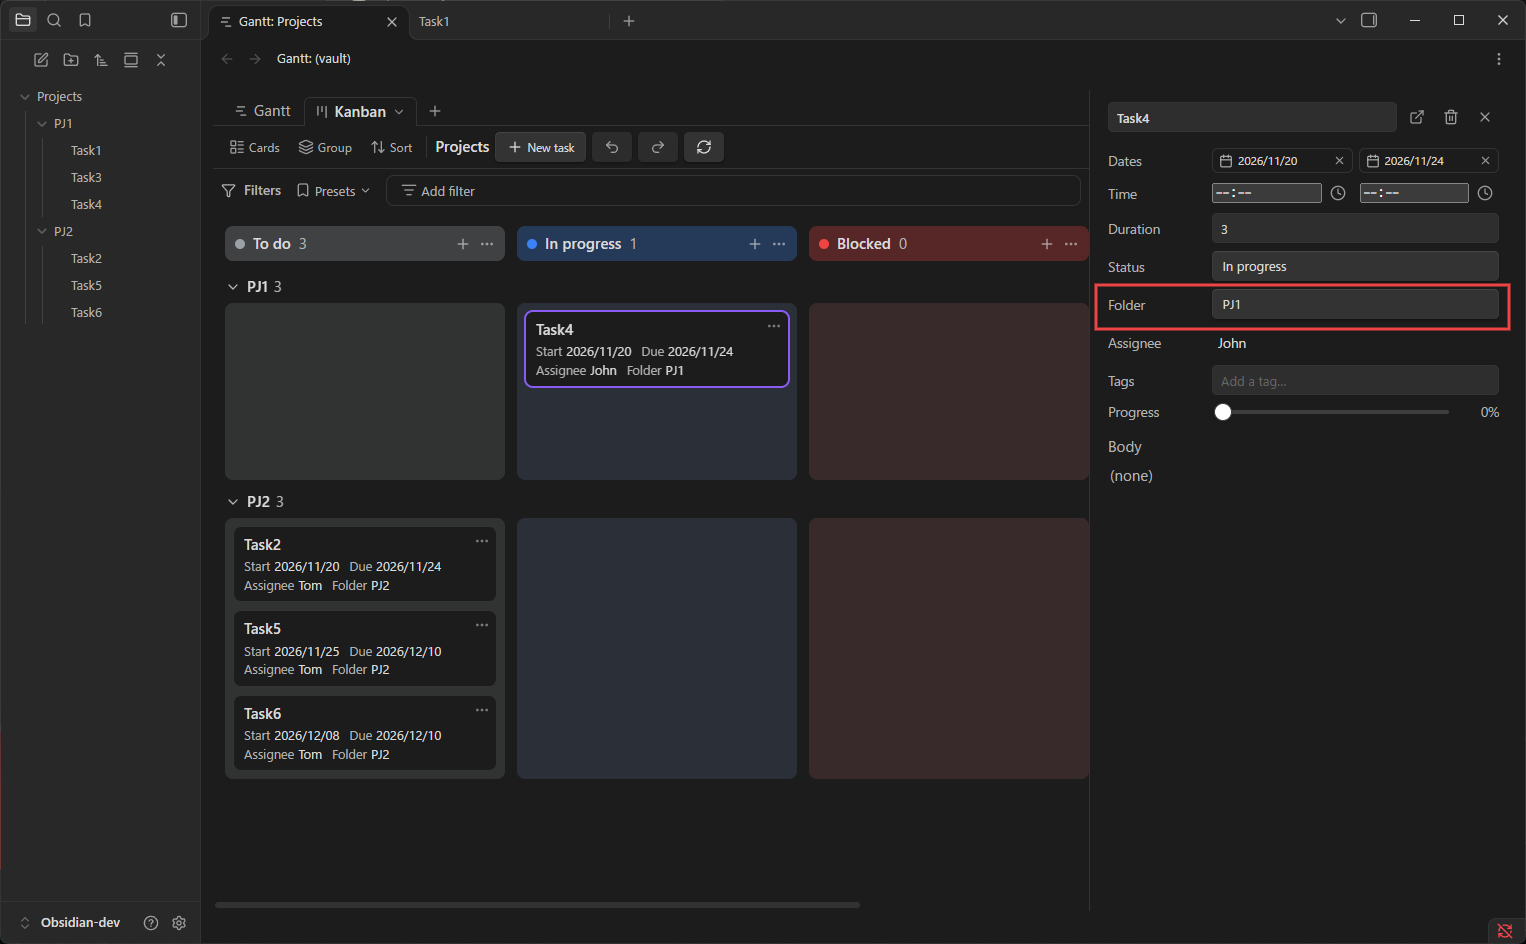 Gantt: Projects
Task1
Gantt: (vault)
Projects
PJ1
Task1
Task3
Task4
PJ2
Task2
Task5
Task6
Obsidian-dev
Gantt
Kanban
Cards
Group
Sort
Projects
New task
Filters
Presets
Add filter
To do 3
In progress 1
Blocked 0
PJ1 3
Task4
Start 2026/11/20 Due 2026/11/24
Assignee John Folder PJ1
PJ2 3
Task2
Start 2026/11/20 Due 2026/11/24
Assignee Tom Folder PJ2
Task5
Start 2026/11/25 Due 2026/12/10
Assignee Tom Folder PJ2
Task6
Start 2026/12/08 Due 2026/12/10
Assignee Tom Folder PJ2
Task4
Dates 2026/11/20 2026/11/24
Time --:-- --:--
Duration 3
Status In progress
Folder PJ1
Assignee John
Tags Add a tag...
Progress 0%
Body
(none)